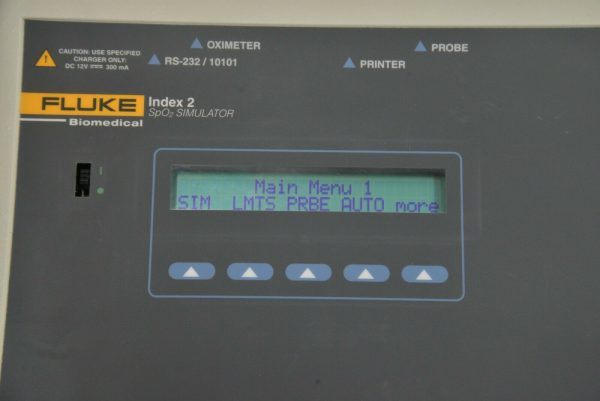 OXIMETER
PROBE
CAUTION: USE SPECIFIED
CHARGER ONLY:
DC 12V ⎓ 300 mA
RS-232 / 10101
PRINTER
FLUKE
Biomedical
Index 2
SpO₂ SIMULATOR
Main Menu 1
SIM LMTS PRBE AUTO more